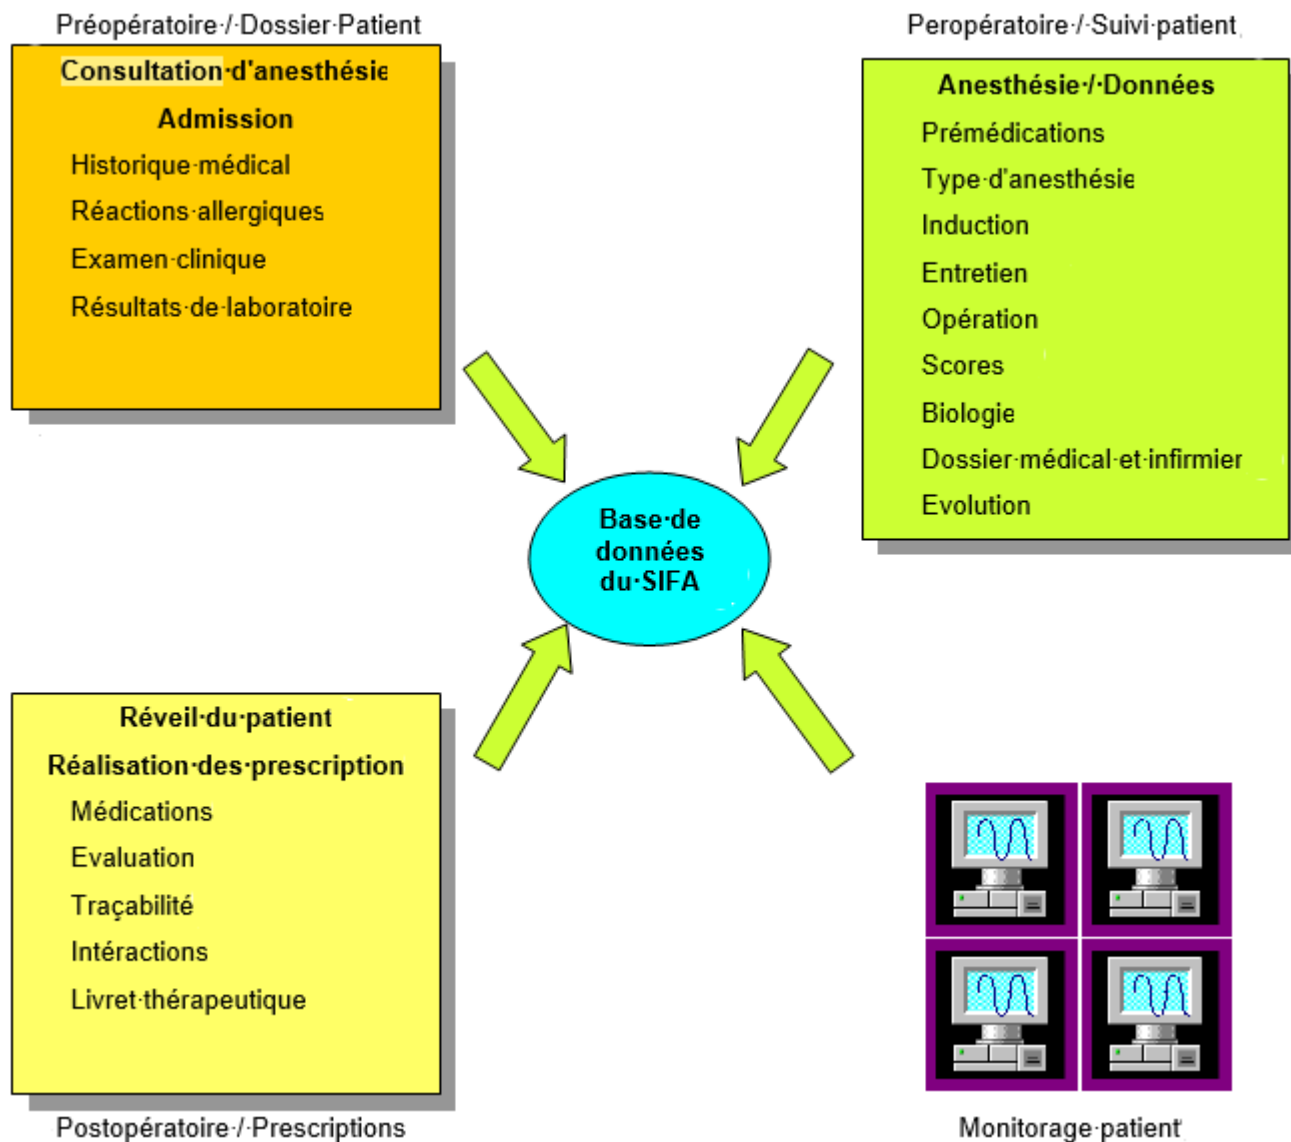 Préopératoire·/·Dossier·Patient
Consultation·d'anesthésie
Admission
Historique·médical
Réactions·allergiques
Examen·clinique
Résultats·de·laboratoire
Peropératoire·/·Suivi·patient
Anesthésie·/·Données
Prémédications
Type·d'anesthésie
Induction
Entretien
Opération
Scores
Biologie
Dossier·médical·et·infirmier
Evolution
Base·de
données
du·SIFA
Réveil·du·patient
Réalisation·des·prescription
Médications
Evaluation
Traçabilité
Intéractions
Livret·thérapeutique
Postopératoire·/·Prescriptions
Monitorage·patient